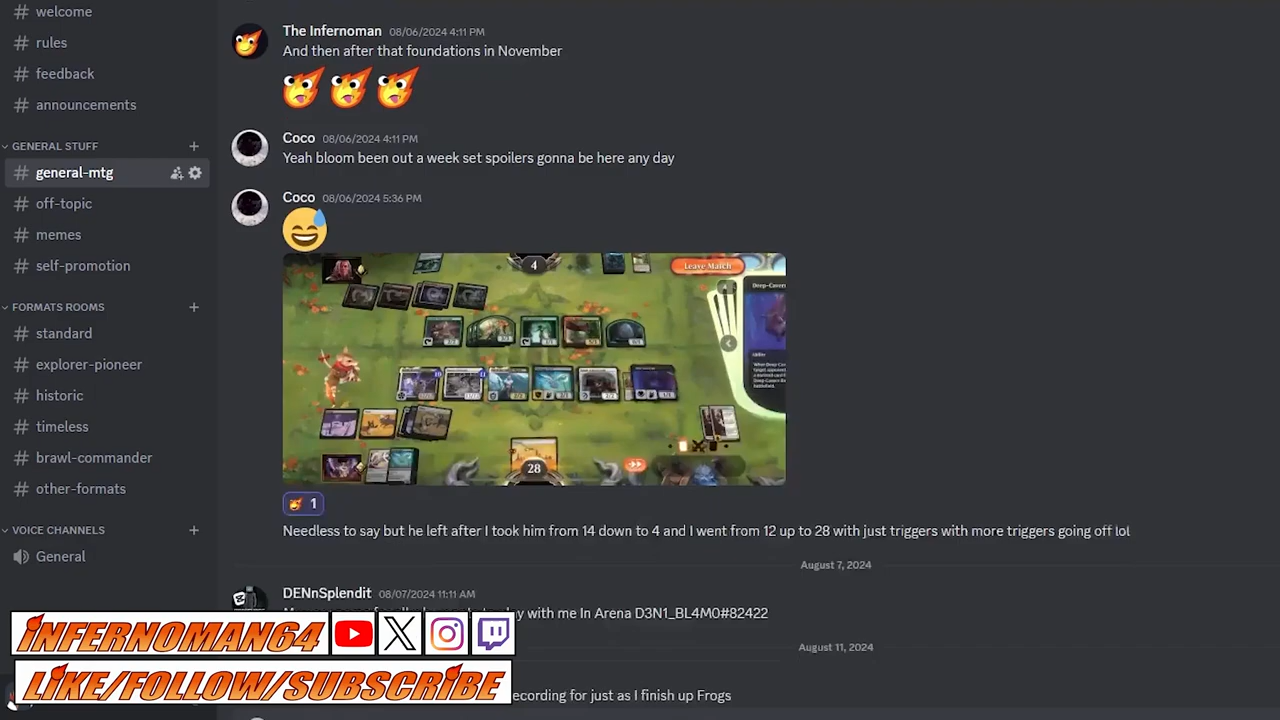 # welcome
# rules
# feedback
# announcements
GENERAL STUFF
# general-mtg
# off-topic
# memes
# self-promotion
FORMATS ROOMS
# standard
# explorer-pioneer
# historic
# timeless
# brawl-commander
# other-formats
VOICE CHANNELS
General
The Infernoman 08/06/2024 4:11 PM
And then after that foundations in November
Coco 08/06/2024 4:11 PM
Yeah bloom been out a week set spoilers gonna be here any day
Coco 08/06/2024 5:36 PM
4
Leave Match
28
1
Needless to say but he left after I took him from 14 down to 4 and I went from 12 up to 28 with just triggers with more triggers going off lol
August 7, 2024
DENnSplendit 08/07/2024 11:11 AM
with me In Arena D3N1_BL4M0#82422
August 11, 2024
ecording for just as I finish up Frogs
INFERNOMAN64
LIKE/FOLLOW/SUBSCRIBE